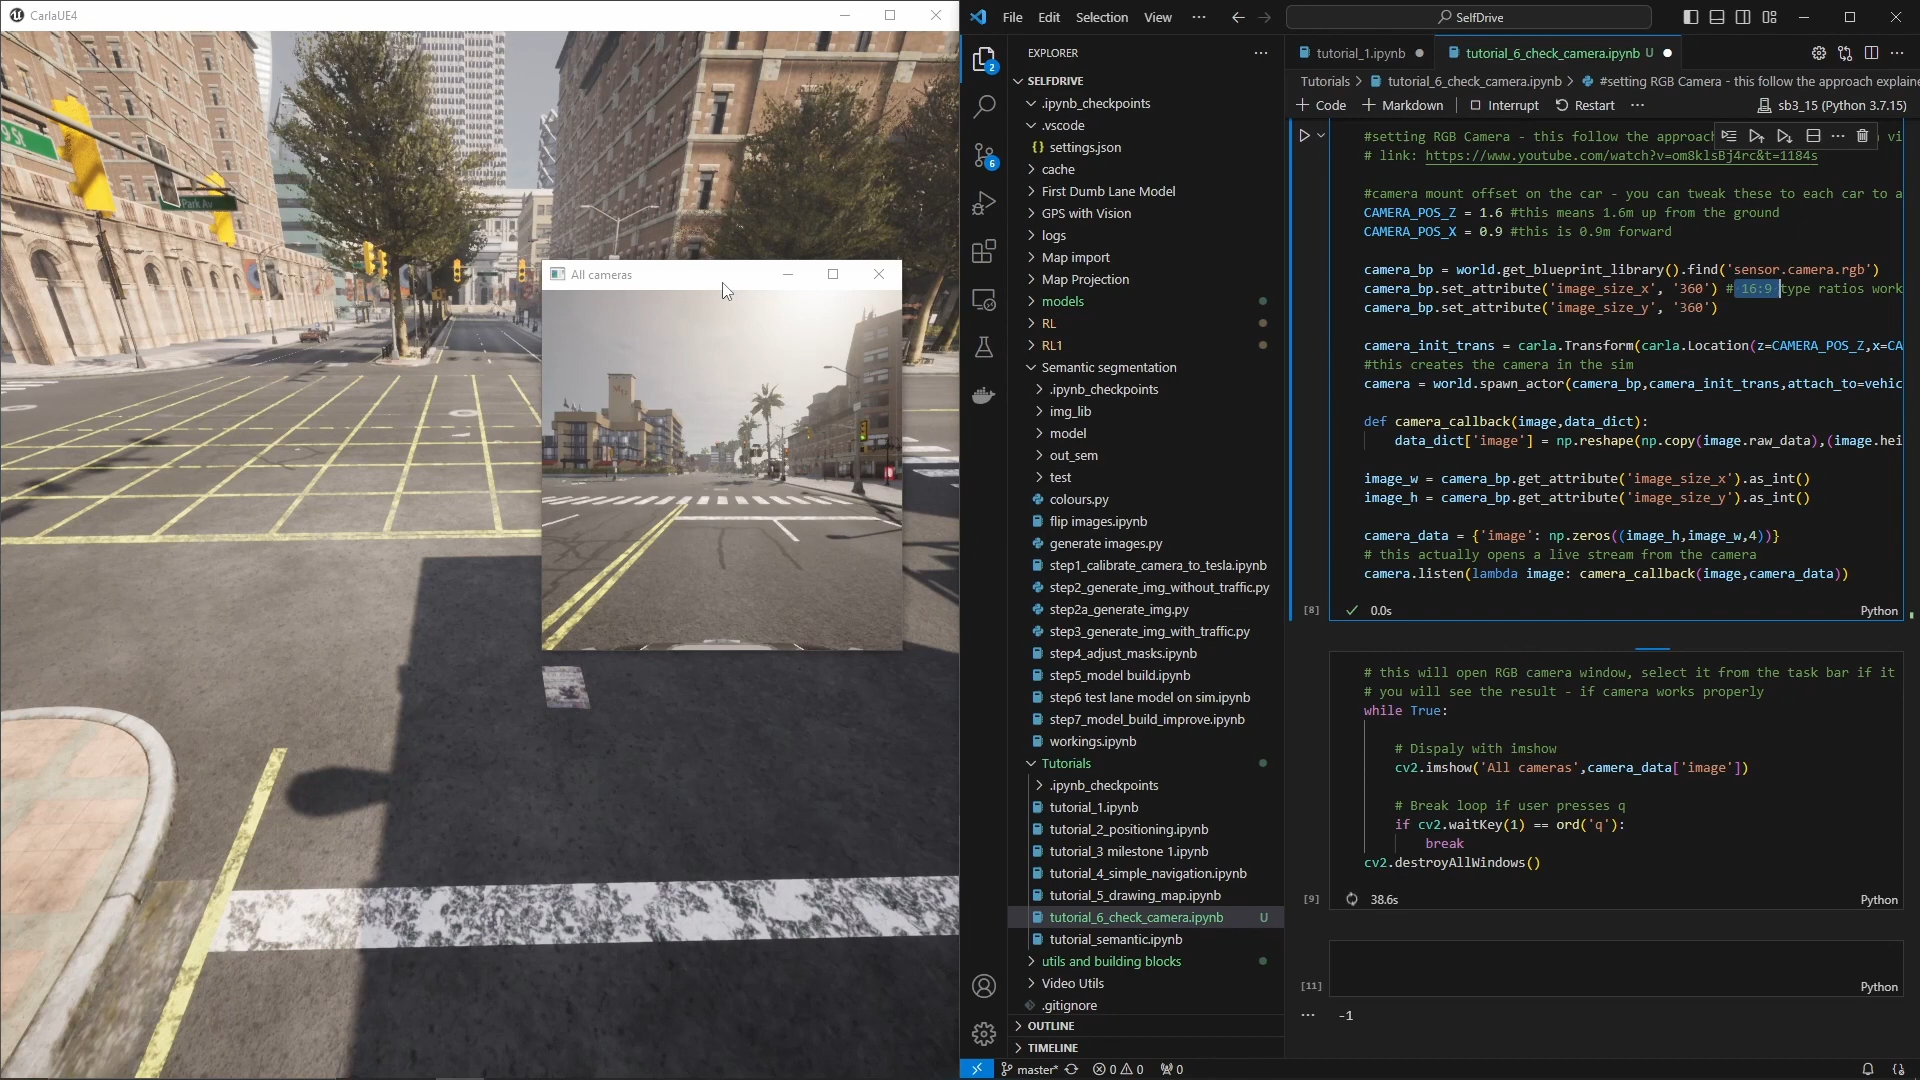 CarlaUE4
9 St
Park Av
All cameras
File Edit Selection View
SelfDrive
EXPLORER
SELFDRIVE
.ipynb_checkpoints
.vscode
{} settings.json
cache
First Dumb Lane Model
GPS with Vision
logs
Map import
Map Projection
models
RL
RL1
Semantic segmentation
.ipynb_checkpoints
img_lib
model
out_sem
test
colours.py
flip images.ipynb
generate images.py
step1_calibrate_camera_to_tesla.ipynb
step2_generate_img_without_traffic.py
step2a_generate_img.py
step3_generate_img_with_traffic.py
step4_adjust_masks.ipynb
step5_model build.ipynb
step6 test lane model on sim.ipynb
step7_model_build_improve.ipynb
workings.ipynb
Tutorials
.ipynb_checkpoints
tutorial_1.ipynb
tutorial_2_positioning.ipynb
tutorial_3 milestone 1.ipynb
tutorial_4_simple_navigation.ipynb
tutorial_5_drawing_map.ipynb
tutorial_6_check_camera.ipynb U
tutorial_semantic.ipynb
utils and building blocks
Video Utils
.gitignore
OUTLINE
TIMELINE
2
6
tutorial_1.ipynb
tutorial_6_check_camera.ipynb U
Tutorials > tutorial_6_check_camera.ipynb > #setting RGB Camera - this follow the approach explaine
+ Code + Markdown Interrupt Restart ··· sb3_15 (Python 3.7.15)
#setting RGB Camera - this follow the approach vi
# link: https://www.youtube.com/watch?v=om8klsBj4rc&t=1184s
#camera mount offset on the car - you can tweak these to each car to a
CAMERA_POS_Z = 1.6 #this means 1.6m up from the ground
CAMERA_POS_X = 0.9 #this is 0.9m forward
camera_bp = world.get_blueprint_library().find('sensor.camera.rgb')
camera_bp.set_attribute('image_size_x', '360') # 16:9 type ratios work
camera_bp.set_attribute('image_size_y', '360')
camera_init_trans = carla.Transform(carla.Location(z=CAMERA_POS_Z,x=CA
#this creates the camera in the sim
camera = world.spawn_actor(camera_bp,camera_init_trans,attach_to=vehic
def camera_callback(image,data_dict):
data_dict['image'] = np.reshape(np.copy(image.raw_data),(image.hei
image_w = camera_bp.get_attribute('image_size_x').as_int()
image_h = camera_bp.get_attribute('image_size_y').as_int()
camera_data = {'image': np.zeros((image_h,image_w,4))}
# this actually opens a live stream from the camera
camera.listen(lambda image: camera_callback(image,camera_data))
[8] 0.0s Python
# this will open RGB camera window, select it from the task bar if it
# you will see the result - if camera works properly
while True:
# Dispaly with imshow
cv2.imshow('All cameras',camera_data['image'])
# Break loop if user presses q
if cv2.waitKey(1) == ord('q'):
break
cv2.destroyAllWindows()
[9] 38.6s Python
[11] Python
··· -1
master* 0 0 0